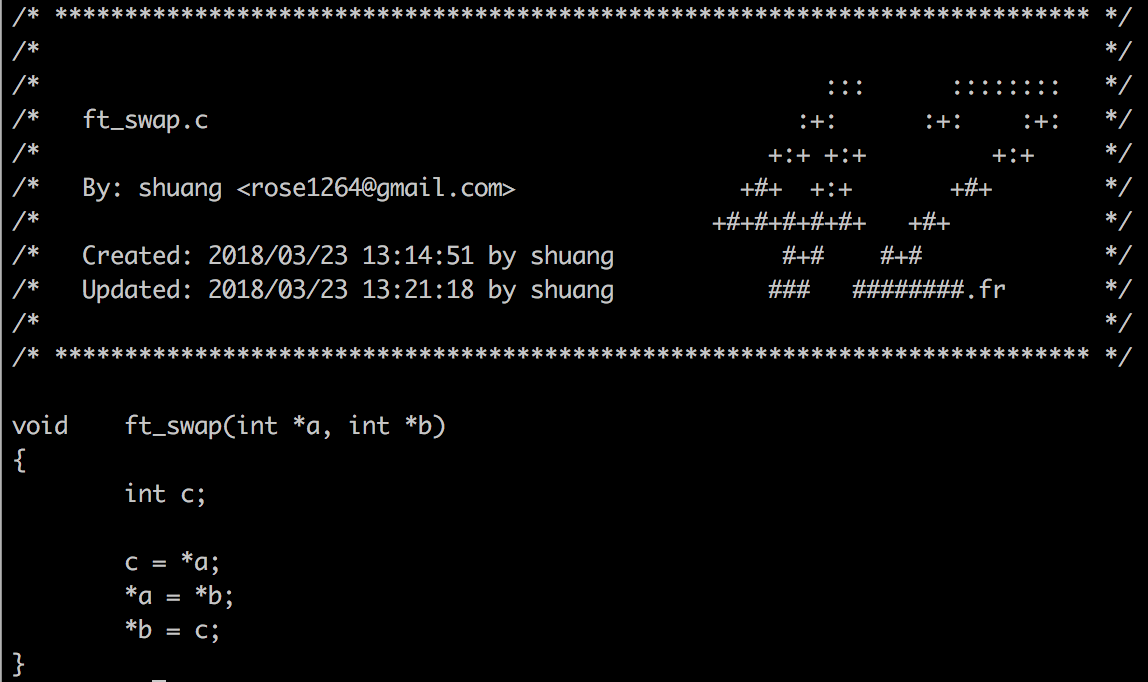 /* ************************************************************************** */
/*                                                                            */
/*                                                        :::      ::::::::   */
/*   ft_swap.c                                          :+:      :+:    :+:   */
/*                                                    +:+ +:+         +:+     */
/*   By: shuang <rose1264@gmail.com>                +#+  +:+       +#+        */
/*                                                +#+#+#+#+#+   +#+           */
/*   Created: 2018/03/23 13:14:51 by shuang            #+#    #+#             */
/*   Updated: 2018/03/23 13:21:18 by shuang           ###   ########.fr       */
/*                                                                            */
/* ************************************************************************** */

void    ft_swap(int *a, int *b)
{
        int c;

        c = *a;
        *a = *b;
        *b = c;
}